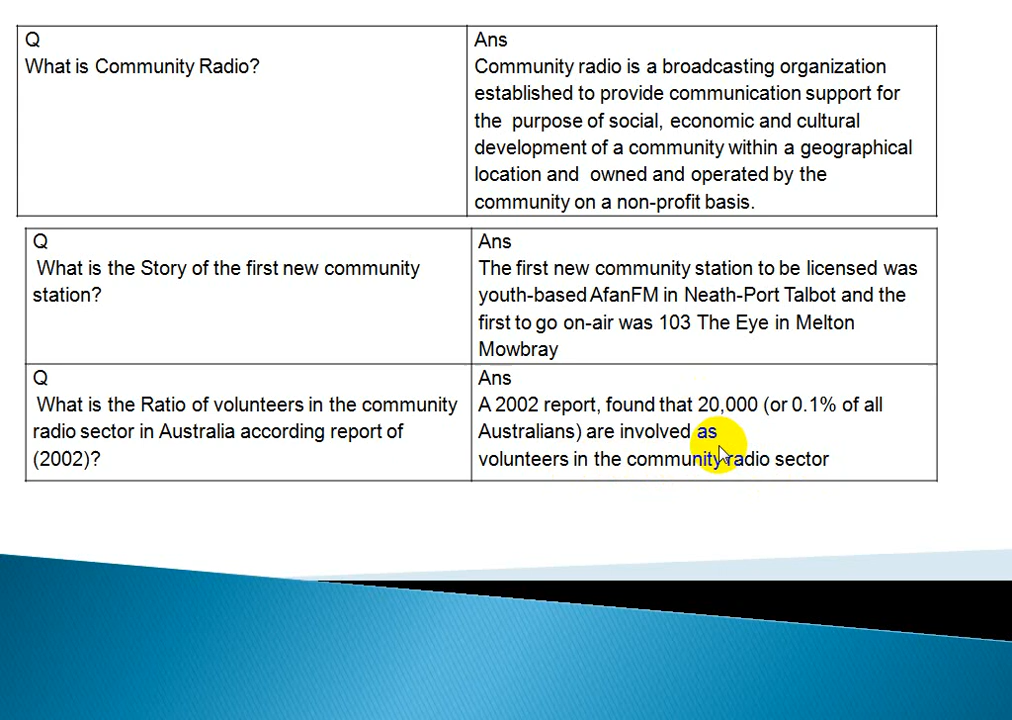 Q
What is Community Radio?
Ans
Community radio is a broadcasting organization
established to provide communication support for
the  purpose of social, economic and cultural
development of a community within a geographical
location and  owned and operated by the
community on a non-profit basis.
Q
What is the Story of the first new community
station?
Ans
The first new community station to be licensed was
youth-based AfanFM in Neath-Port Talbot and the
first to go on-air was 103 The Eye in Melton
Mowbray
Q
What is the Ratio of volunteers in the community
radio sector in Australia according report of
(2002)?
Ans
A 2002 report, found that 20,000 (or 0.1% of all
Australians) are involved as
volunteers in the community radio sector